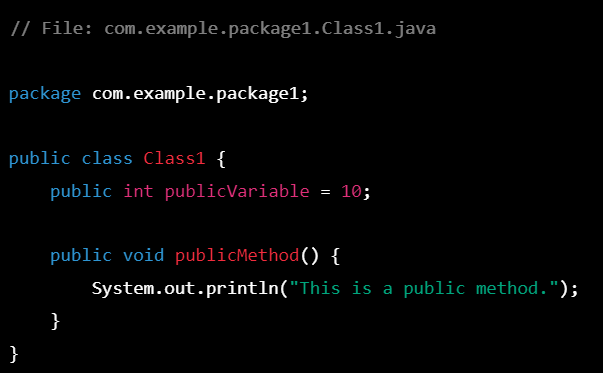 // File: com.example.package1.Class1.java
package com.example.package1;
public class Class1 {
public int publicVariable = 10;
public void publicMethod() {
System.out.println("This is a public method.");
}
}